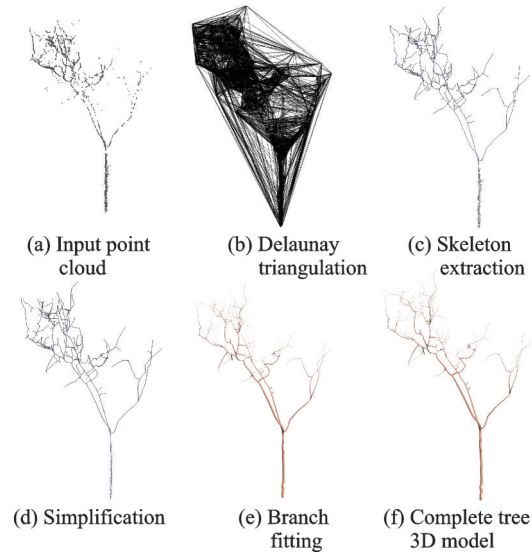 (a) Input point
cloud
(b) Delaunay
triangulation
(c) Skeleton
extraction
(d) Simplification
(e) Branch
fitting
(f) Complete tree
3D model